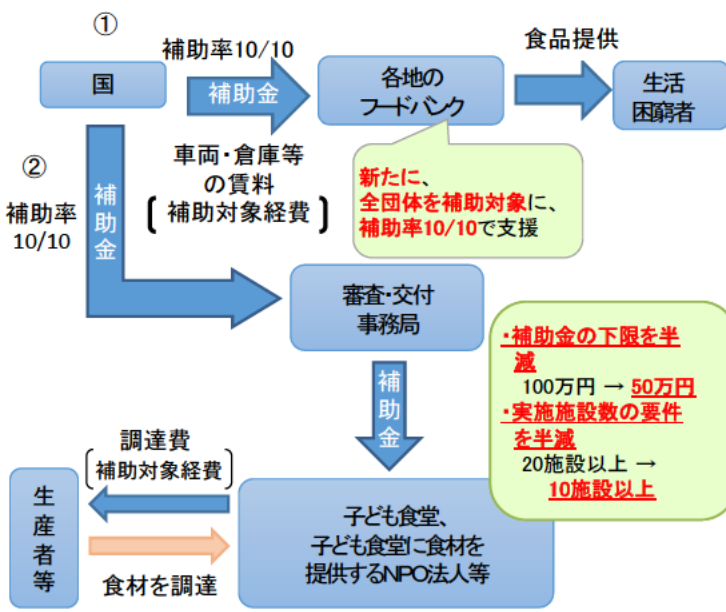 ①
国
補助率10/10
補助金
各地の
フードバンク
食品提供
生活
困窮者
車両・倉庫等
の賃料
補助対象経費
新たに、
全団体を補助対象に、
補助率10/10で支援
②
補助率
10/10
補助金
審査・交付
事務局
補助金
・補助金の下限を半
減
100万円 → 50万円
・実施施設数の要件
を半減
20施設以上 →
10施設以上
調達費
補助対象経費
生産者等
食材を調達
子ども食堂、
子ども食堂に食材を
提供するNPO法人等